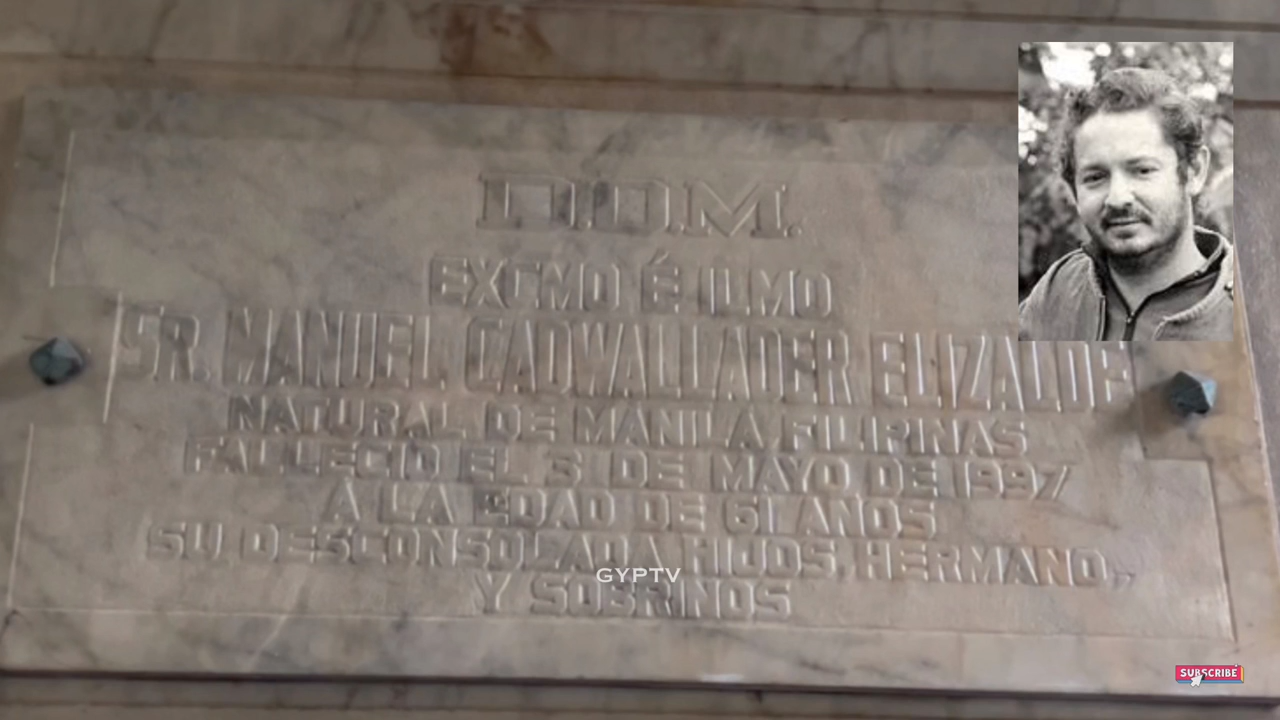 D.O.M.
EXCMO É ILMO
SR. MANUEL CADWALLADER ELIZALDE
NATURAL DE MANILA FILIPINAS
FALLECIO EL 3 DE MAYO DE 1997
A LA EDAD DE 61 AÑOS
SU DESCONSOLADA HIJOS, HERMANO,
Y SOBRINOS
GYPTV
SUBSCRIBE